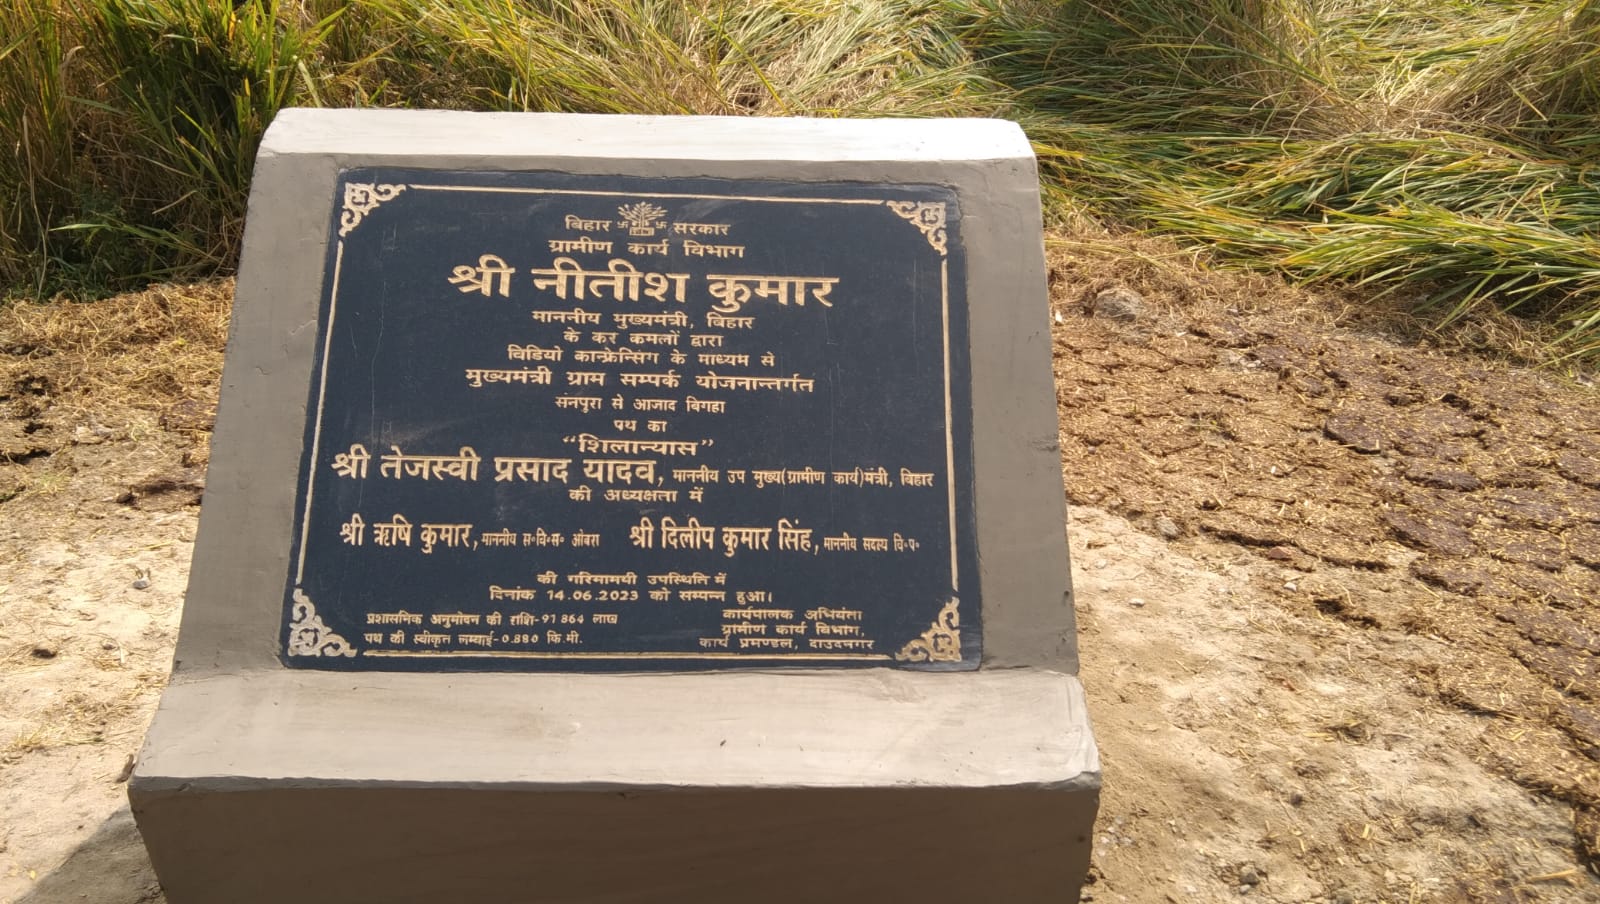 बिहार सरकार
ग्रामीण कार्य विभाग
श्री नीतीश कुमार
माननीय मुख्यमंत्री, बिहार
के कर कमलों द्वारा
विडियो कान्फ्रेन्सिंग के माध्यम से
मुख्यमंत्री ग्राम सम्पर्क योजनान्तर्गत
सनपूरा से आजाद बिगहा
पथ का
"शिलान्यास"
श्री तेजस्वी प्रसाद यादव, माननीय उप मुख्य(ग्रामीण कार्य)मंत्री, बिहार
की अध्यक्षता में
श्री ऋषि कुमार, माननीय स॰वि॰स॰ ओबरा श्री दिलीप कुमार सिंह, माननीय सदस्य वि॰प॰
की गरिमामयी उपस्थिति में
दिनांक 14.06.2023 को सम्पन्न हुआ।
प्रशासनिक अनुमोदन की राशि-91.864 लाख
पथ की स्वीकृत लम्बाई-0.880 कि.मी.
कार्यपालक अभियंता
ग्रामीण कार्य विभाग,
कार्य प्रमण्डल, दाउदनगर